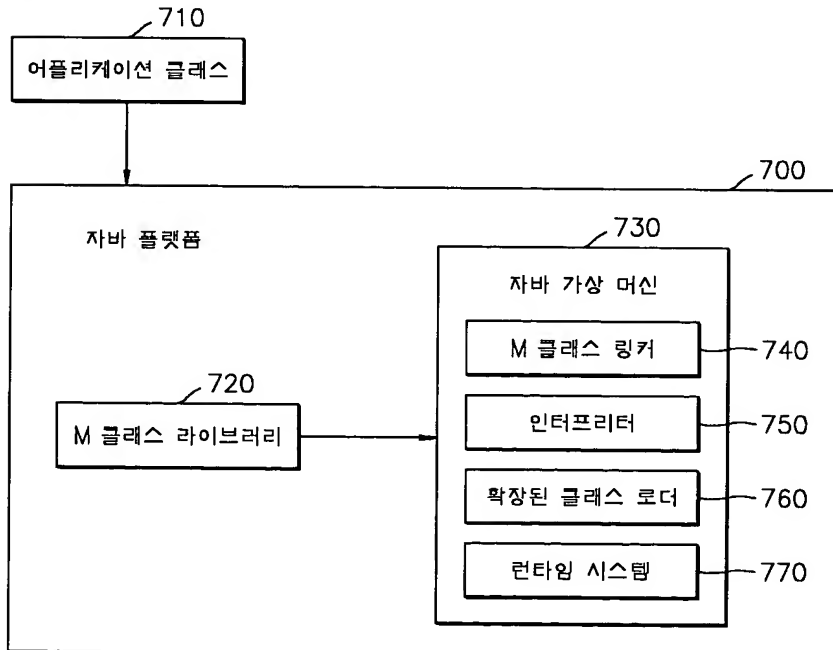 710
어플리케이션 클래스
700
자바 플랫폼
730
자바 가상 머신
M 클래스 링커
740
720
M 클래스 라이브러리
인터프리터
750
확장된 클래스 로더
760
런타임 시스템
770